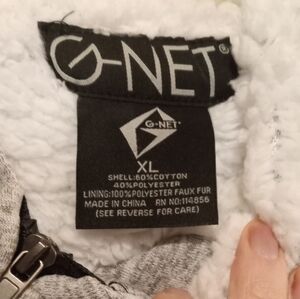 G-NET®
G-NET®
XL
SHELL:60%COTTON
40%POLYESTER
LINING:100%POLYESTER FAUX FUR
MADE IN CHINA RN NO:114856
(SEE REVERSE FOR CARE)